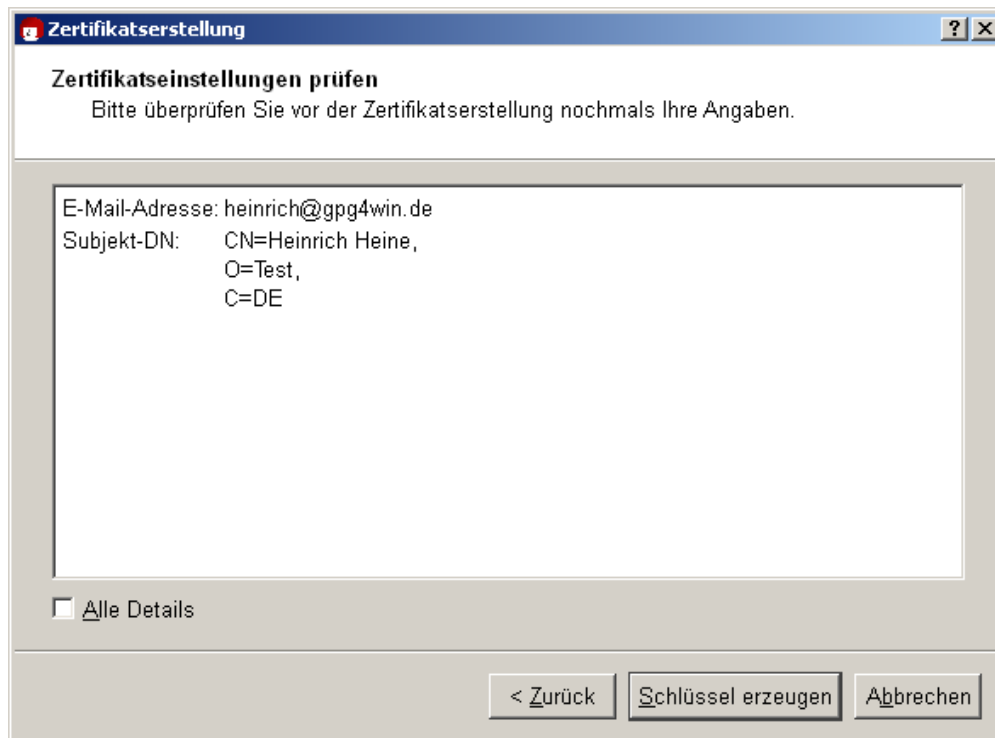 Zertifikatserstellung
Zertifikatseinstellungen prüfen
Bitte überprüfen Sie vor der Zertifikatserstellung nochmals Ihre Angaben.
E-Mail-Adresse: heinrich@gpg4win.de
Subjekt-DN: CN=Heinrich Heine,
O=Test,
C=DE
Alle Details
< Zurück Schlüssel erzeugen Abbrechen